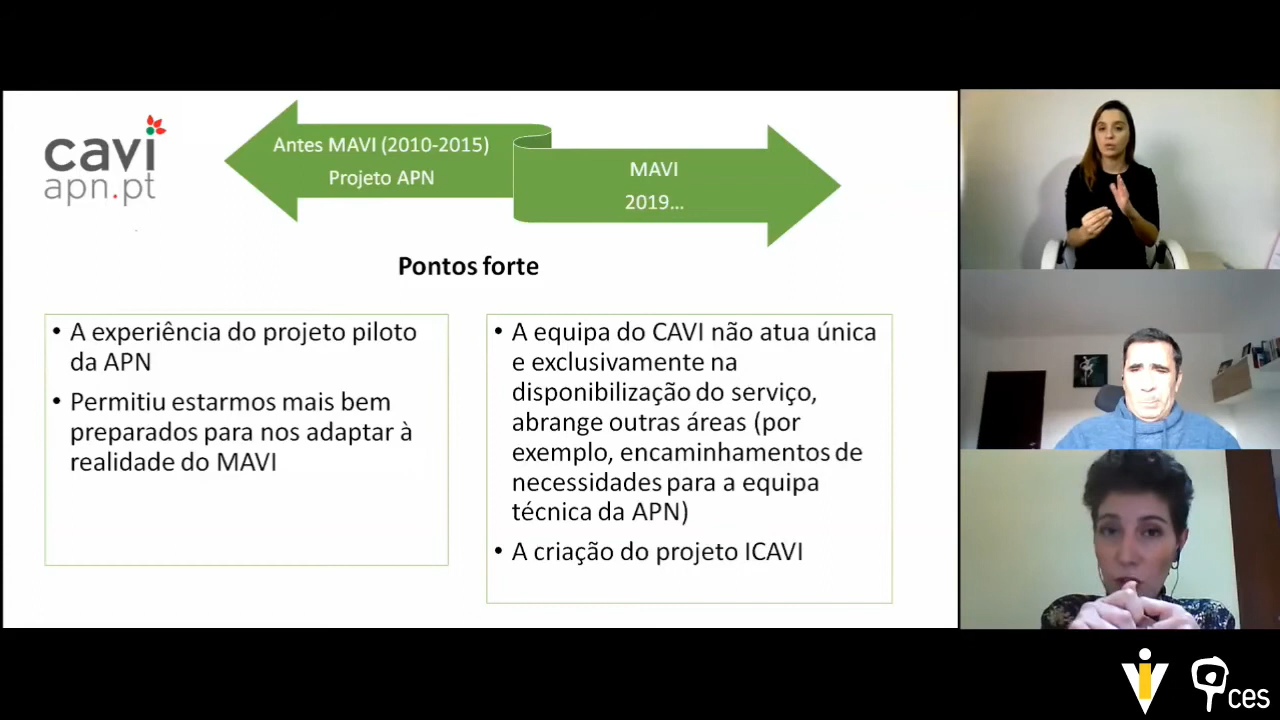 cavi
apn.pt
Antes MAVI (2010-2015)
Projeto APN
MAVI
2019...
Pontos forte
• A experiência do projeto piloto
da APN
• Permitiu estarmos mais bem
preparados para nos adaptar à
realidade do MAVI
• A equipa do CAVI não atua única
e exclusivamente na
disponibilização do serviço,
abrange outras áreas (por
exemplo, encaminhamentos de
necessidades para a equipa
técnica da APN)
• A criação do projeto ICAVI
iV
ces